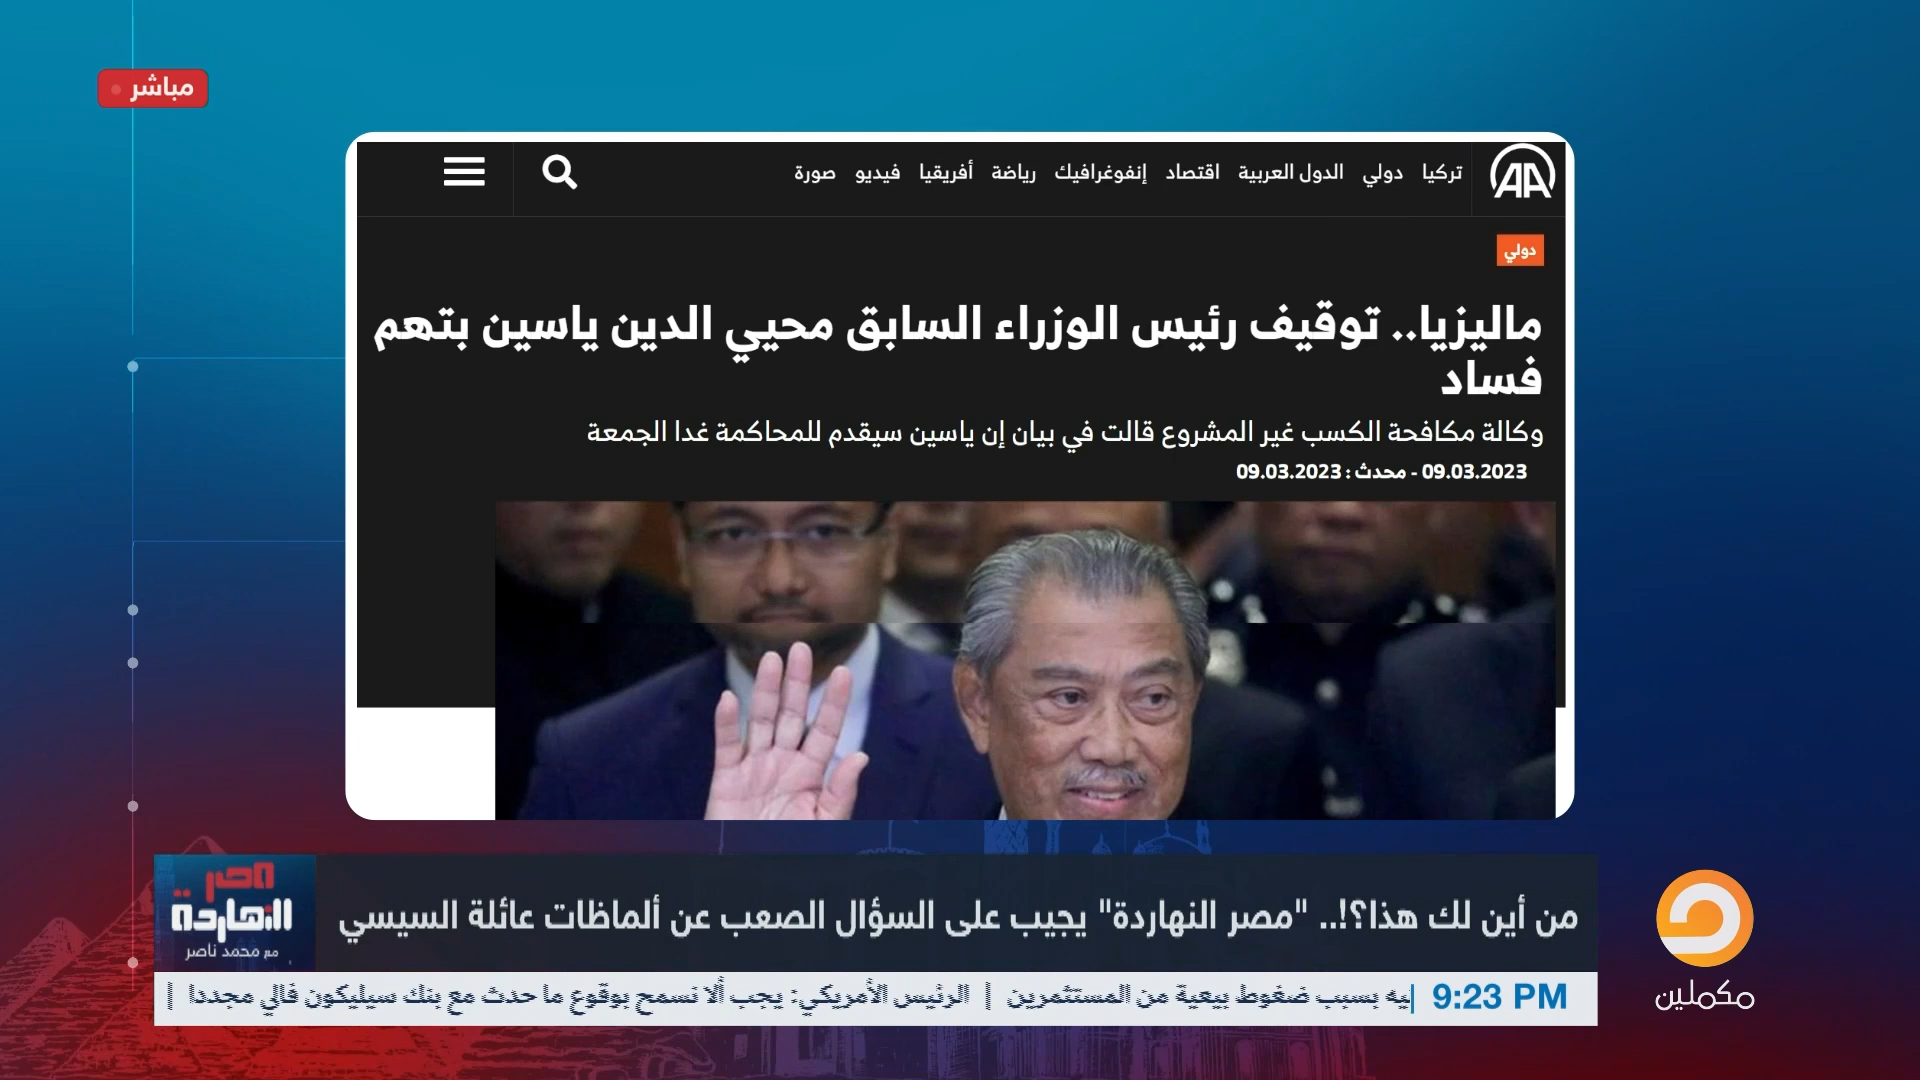 مباشر
AA
تركيا دولي الدول العربية اقتصاد إنفوغرافيك رياضة أفريقيا فيديو صورة
دولي
ماليزيا.. توقيف رئيس الوزراء السابق محيي الدين ياسين بتهم
فساد
وكالة مكافحة الكسب غير المشروع قالت في بيان إن ياسين سيقدم للمحاكمة غدا الجمعة
09.03.2023 - محدث : 09.03.2023
من أين لك هذا؟!.. "مصر النهاردة" يجيب على السؤال الصعب عن ألماظات عائلة السيسي
مصر
النهاردة
مع محمد ناصر
9:23 PM
يه بسبب ضغوط بيعية من المستثمرين | الرئيس الأمريكي: يجب ألا نسمح بوقوع ما حدث مع بنك سيليكون فالي مجددا |
مكملين